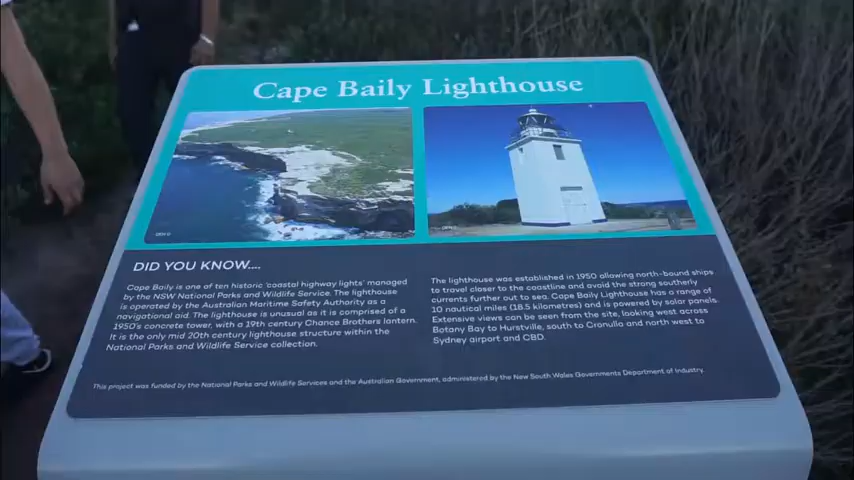 Cape Baily Lighthouse
DID YOU KNOW....
Cape Baily is one of ten historic 'coastal highway lights' managed
by the NSW National Parks and Wildlife Service. The lighthouse
is operated by the Australian Maritime Safety Authority as a
navigational aid. The lighthouse is unusual as it is comprised of a
1950's concrete tower, with a 19th century Chance Brothers lantern.
It is the only mid 20th century lighthouse structure within the
National Parks and Wildlife Service collection.
The lighthouse was established in 1950 allowing north-bound ships
to travel closer to the coastline and avoid the strong southerly
currents further out to sea. Cape Baily Lighthouse has a range of
10 nautical miles (18.5 kilometres) and is powered by solar panels.
Extensive views can be seen from the site, looking west across
Botany Bay to Hurstville, south to Cronulla and north west to
Sydney airport and CBD.
This project was funded by the National Parks and Wildlife Services and the Australian Government, administered by the New South Wales Governments Department of Industry.